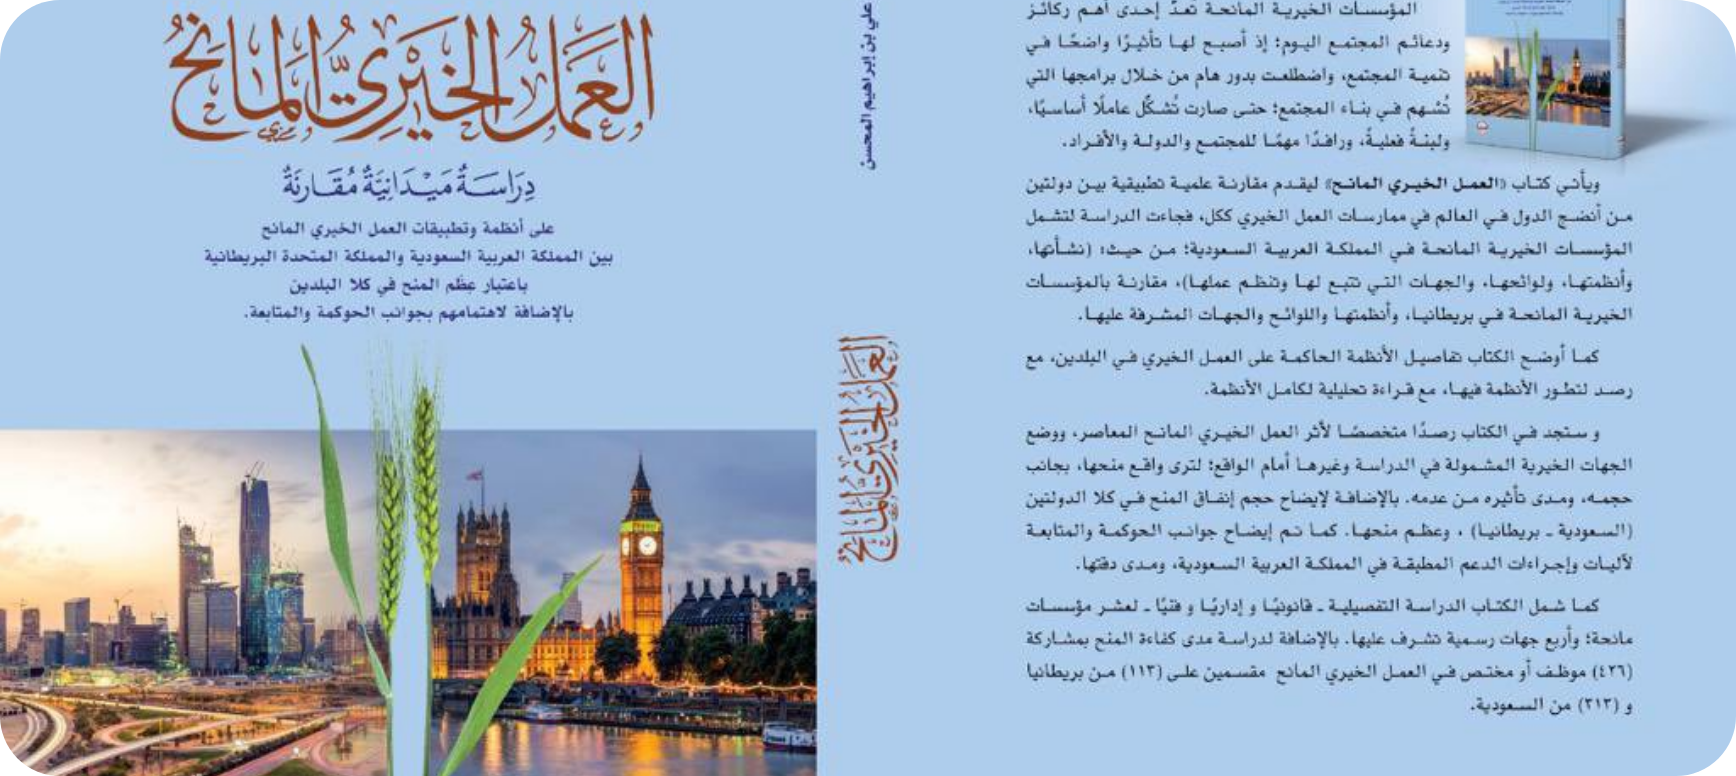 العمل الخيري المانح
دراسة ميدانية مقارنة
على أنظمة وتطبيقات العمل الخيري المانح
بين المملكة العربية السعودية والمملكة المتحدة البريطانية
باعتبار عِظَم المنح في كلا البلدين
بالإضافة لاهتمامهم بجوانب الحوكمة والمتابعة.
علي بن إبراهيم المحسن
العمل الخيري المانح
المؤسسات الخيرية المانحة تعدّ إحدى أهم ركائز
ودعائم المجتمع اليوم؛ إذ أصبح لها تأثيرًا واضحًا في
تنمية المجتمع، واضطلعت بدور هام من خلال برامجها التي
تُسْهم في بناء المجتمع؛ حتى صارت تُشكّل عاملًا أساسيًا،
ولبنةً فعليةً، ورافدًا مهمًا للمجتمع والدولة والأفراد.
ويأتي كتاب «العمل الخيري المانح» ليقدم مقارنة علمية تطبيقية بين دولتين
من أنضج الدول في العالم في ممارسات العمل الخيري ككل، فجاءت الدراسة لتشمل
المؤسسات الخيرية المانحة في المملكة العربية السعودية؛ من حيث: (نشأتها،
وأنظمتها، ولوائحها، والجهات التي تتبع لها وتنظم عملها)، مقارنة بالمؤسسات
الخيرية المانحة في بريطانيا، وأنظمتها واللوائح والجهات المشرفة عليها.
كما أوضح الكتاب تفاصيل الأنظمة الحاكمة على العمل الخيري في البلدين، مع
رصد لتطور الأنظمة فيها، مع قراءة تحليلية لكامل الأنظمة.
و ستجد في الكتاب رصدًا متخصصًا لأثر العمل الخيري المانح المعاصر، ووضع
الجهات الخيرية المشمولة في الدراسة وغيرها أمام الواقع؛ لترى واقع منحها، بجانب
حجمه، ومدى تأثيره من عدمه. بالإضافة لإيضاح حجم إنفاق المنح في كلا الدولتين
(السعودية ـ بريطانيا) ، وعظم منحها. كما تم إيضاح جوانب الحوكمة والمتابعة
لآليات وإجراءات الدعم المطبقة في المملكة العربية السعودية، ومدى دقتها.
كما شمل الكتاب الدراسة التفصيلية ـ قانونيًا و إداريًا و فنيًا ـ لعشر مؤسسات
مانحة؛ وأربع جهات رسمية تشرف عليها. بالإضافة لدراسة مدى كفاءة المنح بمشاركة
(٤٢٦) موظف أو مختص في العمل الخيري المانح مقسمين على (١١٣) من بريطانيا
و (٣١٣) من السعودية.